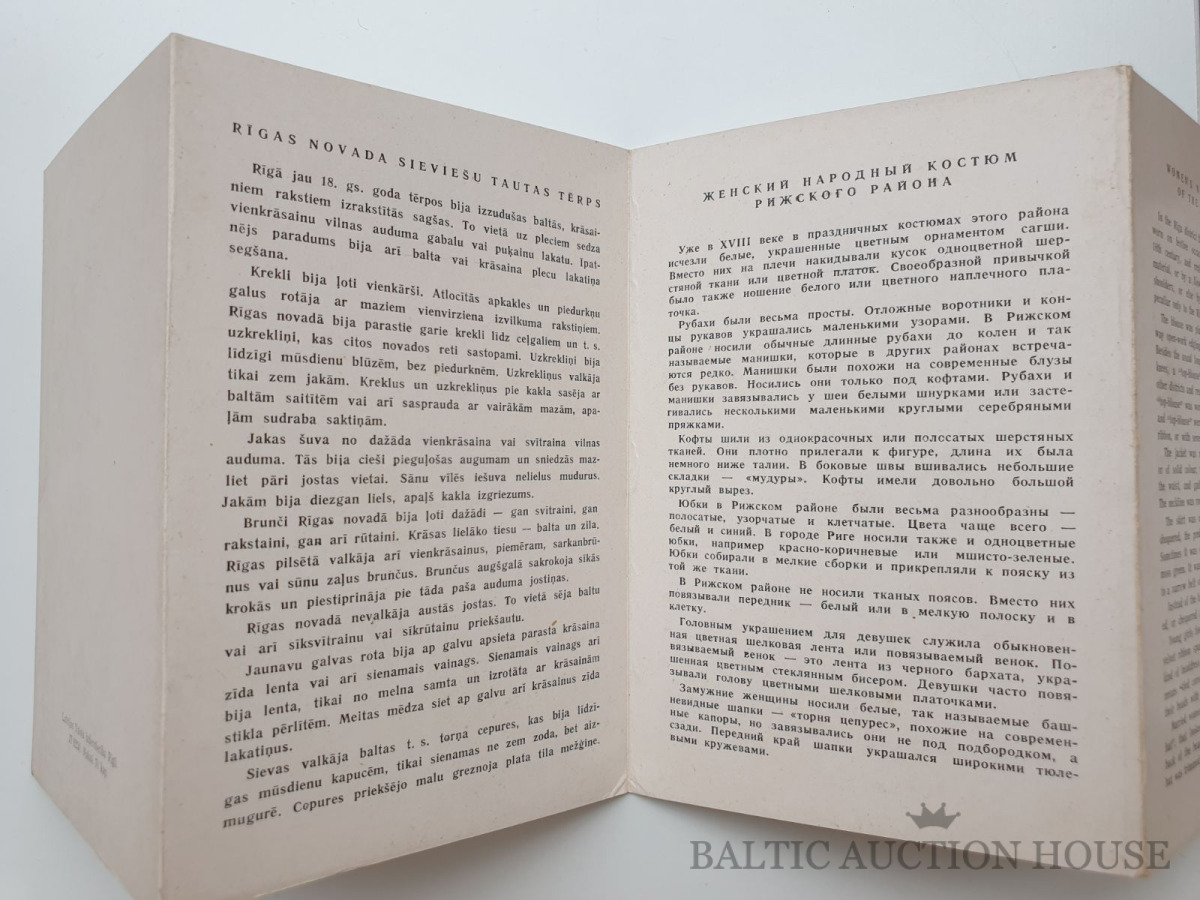 RĪGAS NOVADA SIEVIEŠU TAUTAS TĒRPS
Rīgā jau 18. gs. goda tērpos bija izzudušas baltās, krāsai-
niem rakstiem izrakstītās sagšas. To vietā uz pleciem sedza
vienkrāsainu vilnas auduma gabalu vai puķainu lakatu. Īpat-
nējs paradums bija arī balta vai krāsaina plecu lakatiņa
segšana.
Krekli bija ļoti vienkārši. Atlocītās apkakles un piedurkņu
galus rotāja ar maziem vienvirziena izvilkuma rakstiņiem.
Rīgas novadā bija parastie garie krekli līdz ceļgaliem un t. s.
uzkrekliņi, kas citos novados reti sastopami. Uzkrekliņi bija
līdzīgi mūsdienu blūzēm, bez piedurknēm. Uzkrekliņus valkāja
tikai zem jakām. Kreklus un uzkrekliņus pie kakla sasēja ar
baltām saitītēm vai arī sasprauda ar vairākām mazām, apa-
ļām sudraba saktiņām.
Jakas šuva no dažāda vienkrāsaina vai svītraina vilnas
auduma. Tās bija cieši pieguļošas augumam un sniedzās maz-
liet pāri jostas vietai. Sānu vīlēs iešuva nelielus mudurus.
Jakām bija diezgan liels, apaļš kakla izgriezums.
Brunči Rīgas novadā bija ļoti dažādi — gan svītraini, gan
rakstaini, gan arī rūtaini. Krāsas lielāko tiesu — balta un zila.
Rīgas pilsētā valkāja arī vienkrāsainus, piemēram, sarkanbrū-
nus vai sūnu zaļus brunčus. Brunčus augšgalā sakrokoja sīkās
krokās un piestiprināja pie tāda paša auduma jostiņas.
Rīgas novadā nevalkāja austās jostas. To vietā sēja baltu
vai arī sīksvītrainu vai sīkrūtainu priekšautu.
Jaunavu galvas rota bija ap galvu apsieta parasta krāsaina
zīda lenta vai arī sienamais vainags. Sienamais vainags arī
bija lenta, tikai no melna samta un izrotāta ar krāsainām
stikla pērlītēm. Meitas mēdza siet ap galvu arī krāsainus zīda
lakatiņus.
Sievas valkāja baltas t. s. torņa cepures, kas bija līdzī-
gas mūsdienu kapucēm, tikai sienamas ne zem zoda, bet aiz-
mugurē. Copures priekšējo malu greznoja plata tila mežģine.
ЖЕНСКИЙ НАРОДНЫЙ КОСТЮМ
РИЖСКОГО РАЙОНА
Уже в XVIII веке в праздничных костюмах этого района
исчезли белые, украшенные цветным орнаментом сагши.
Вместо них на плечи накидывали кусок одноцветной шер-
стяной ткани или цветной платок. Своеобразной привычкой
было также ношение белого или цветного наплечного пла-
точка.
Рубахи были весьма просты. Отложные воротники и кон-
цы рукавов украшались маленькими узорами. В Рижском
районе носили обычные длинные рубахи до колен и так
называемые манишки, которые в других районах встреча-
ются редко. Манишки были похожи на современные блузы
без рукавов. Носились они только под кофтами. Рубахи и
манишки завязывались у шеи белыми шнурками или засте-
гивались несколькими маленькими круглыми серебряными
пряжками.
Кофты шили из однокрасочных или полосатых шерстяных
тканей. Они плотно прилегали к фигуре, длина их была
немного ниже талии. В боковые швы вшивались небольшие
складки — «мудуры». Кофты имели довольно большой
круглый вырез.
Юбки в Рижском районе были весьма разнообразны —
полосатые, узорчатые и клетчатые. Цвета чаще всего —
белый и синий. В городе Риге носили также и одноцветные
юбки, например красно-коричневые или мшисто-зеленые.
Юбки собирали в мелкие сборки и прикрепляли к пояску из
той же ткани.
В Рижском районе не носили тканых поясов. Вместо них
повязывали передник — белый или в мелкую полоску и в
клетку.
Головным украшением для девушек служила обыкновен-
ная цветная шелковая лента или повязываемый венок. По-
вязываемый венок — это лента из черного бархата, укра-
шенная цветным стеклянным бисером. Девушки часто повя-
зывали голову цветными шелковыми платочками.
Замужние женщины носили белые, так называемые баш-
невидные шапки — «торня цепурес», похожие на современ-
ные капоры, но завязывались они не под подбородком, а
сзади. Передний край шапки украшался широкими тюле-
выми кружевами.
BALTIC AUCTION HOUSE